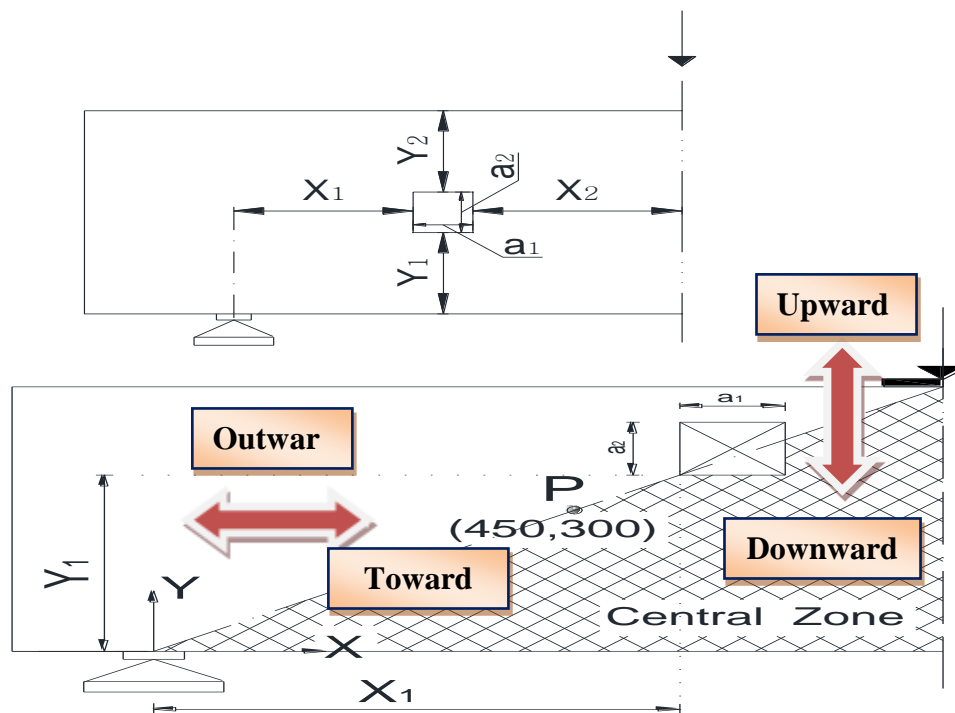 Y2
a2
X1
X2
a1
Y1
Upward
a1
Outwar
a2
P
(450,300)
Downward
Y1
Toward
Y
Central Zone
X
X1